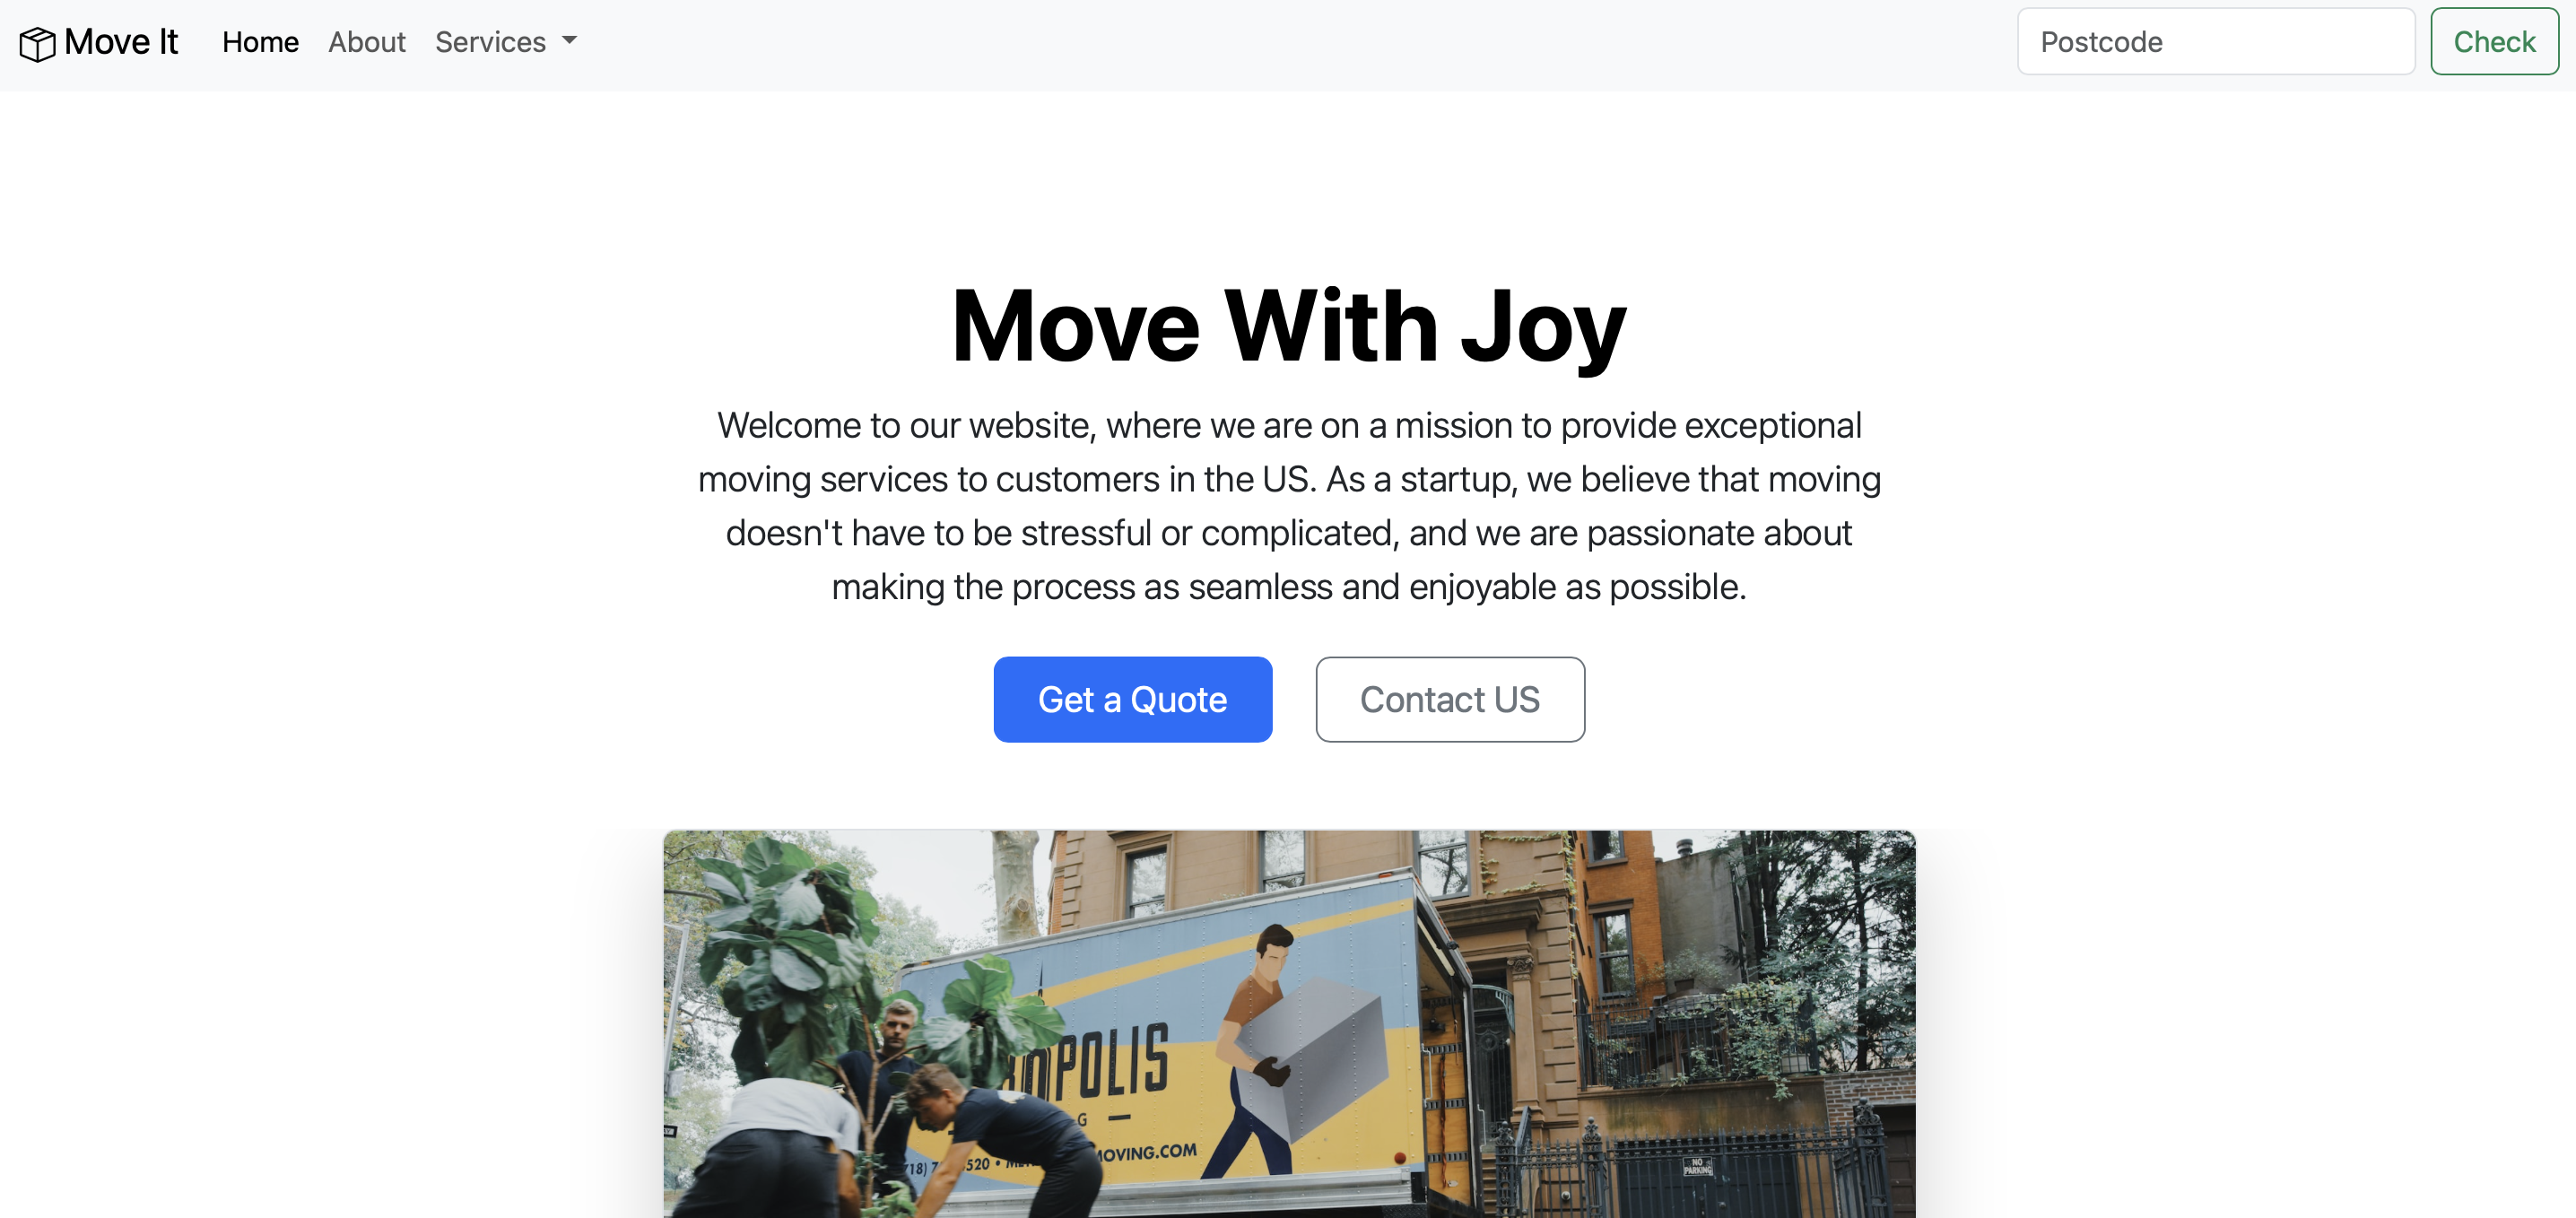 Move It Home About Services Postcode Check
Move With Joy
Welcome to our website, where we are on a mission to provide exceptional
moving services to customers in the US. As a startup, we believe that moving
doesn't have to be stressful or complicated, and we are passionate about
making the process as seamless and enjoyable as possible.
Get a Quote Contact US
POLIS
OVING.COM
NO
PARKING